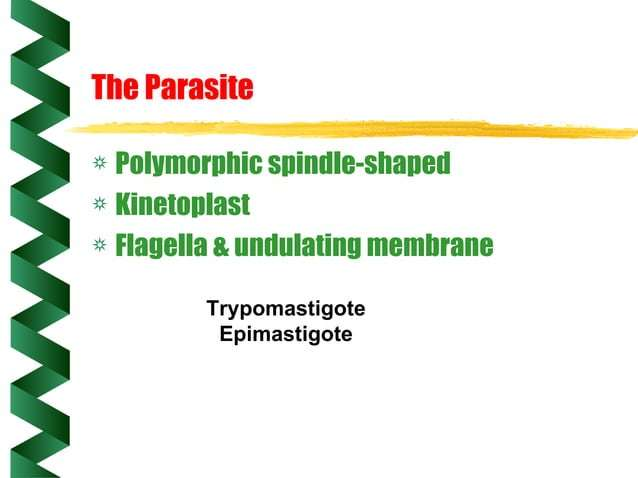 The Parasite
Polymorphic spindle-shaped
Kinetoplast
Flagella & undulating membrane
Trypomastigote
Epimastigote